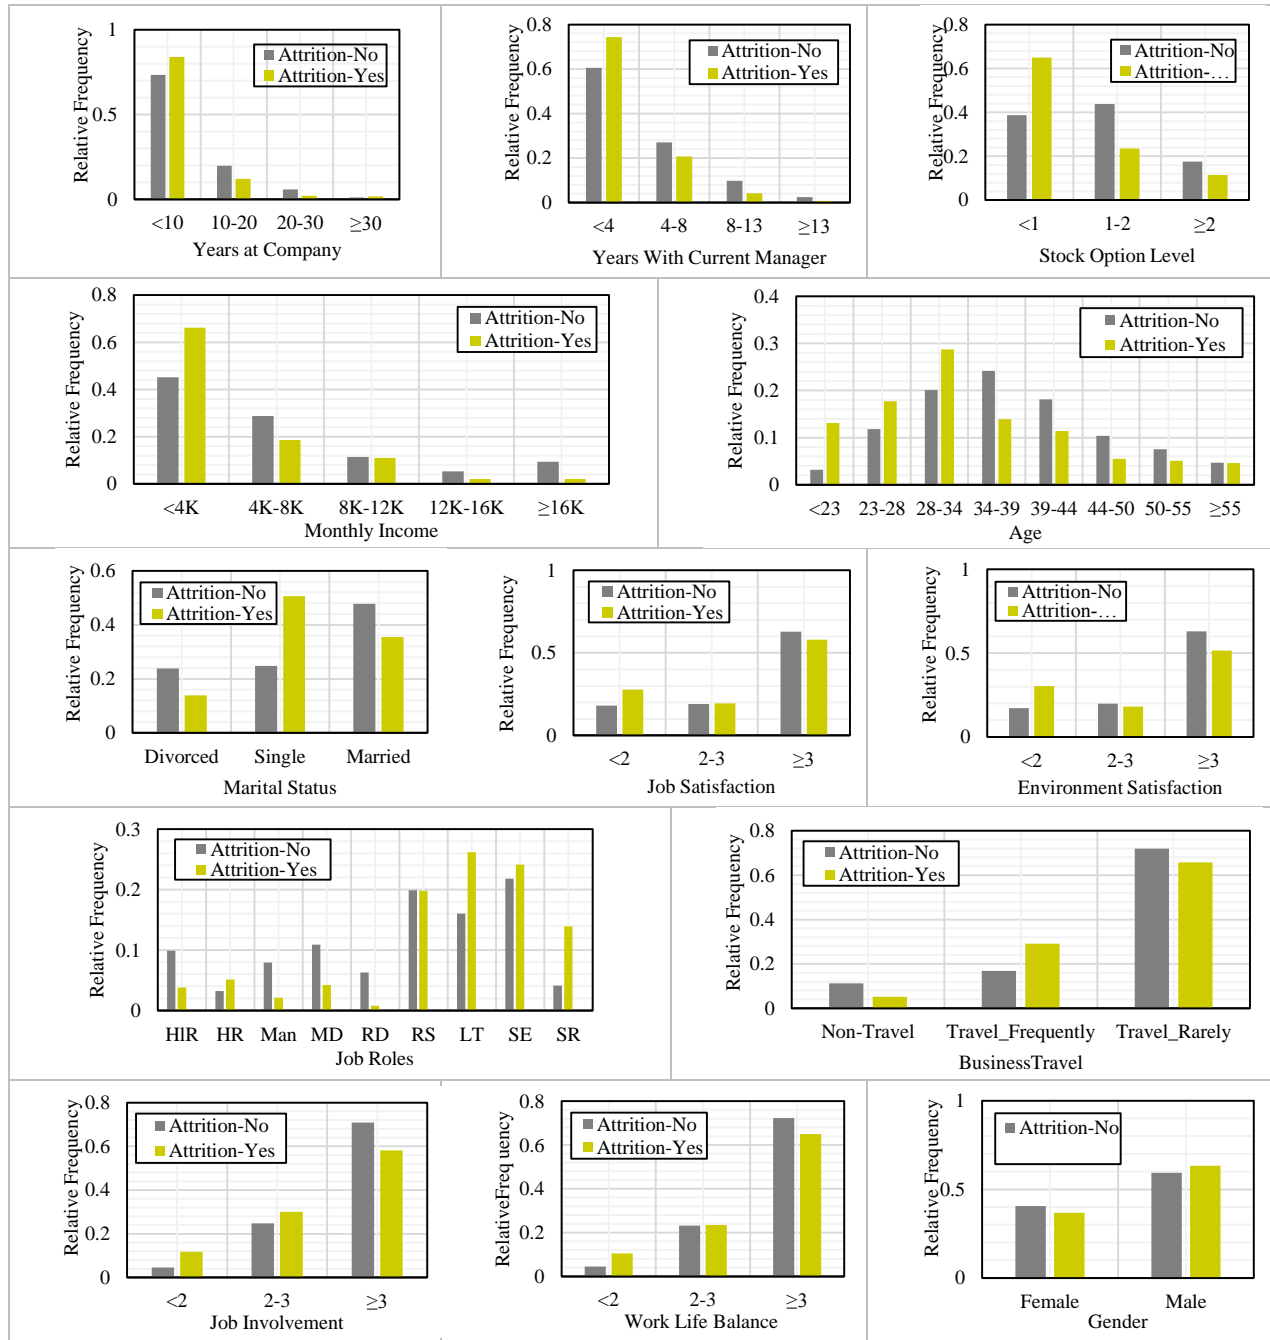 Relative Frequency
1
0.5
0
Attrition-No
Attrition-Yes
<10 10-20 20-30 ≥30
Years at Company
Relative Frequency
0.8
0.6
0.4
0.2
0
Attrition-No
Attrition-Yes
<4 4-8 8-13 ≥13
Years With Current Manager
Relative Frequency
0.8
0.6
0.4
0.2
0
Attrition-No
Attrition-…
<1 1-2 ≥2
Stock Option Level
Relative Frequency
0.8
0.6
0.4
0.2
0
Attrition-No
Attrition-Yes
<4K 4K-8K 8K-12K 12K-16K ≥16K
Monthly Income
Relative Frequency
0.4
0.3
0.2
0.1
0
Attrition-No
Attrition-Yes
<23 23-28 28-34 34-39 39-44 44-50 50-55 ≥55
Age
Relative Frequency
0.6
0.4
0.2
0
Attrition-No
Attrition-Yes
Divorced Single Married
Marital Status
Relative Frequency
1
0.5
0
Attrition-No
Attrition-Yes
<2 2-3 ≥3
Job Satisfaction
Relative Frequency
1
0.5
0
Attrition-No
Attrition-…
<2 2-3 ≥3
Environment Satisfaction
Relative Frequency
0.3
0.2
0.1
0
Attrition-No
Attrition-Yes
HlR HR Man MD RD RS LT SE SR
Job Roles
Relative Frequency
0.8
0.6
0.4
0.2
0
Attrition-No
Attrition-Yes
Non-Travel Travel_Frequently Travel_Rarely
BusinessTravel
Relative Frequency
0.8
0.6
0.4
0.2
0
Attrition-No
Attrition-Yes
<2 2-3 ≥3
Job Involvement
RelativeFrequency
0.8
0.6
0.4
0.2
0
Attrition-No
Attrition-Yes
<2 2-3 ≥3
Work Life Balance
Relative Frequency
1
0.5
0
Attrition-No
Female Male
Gender